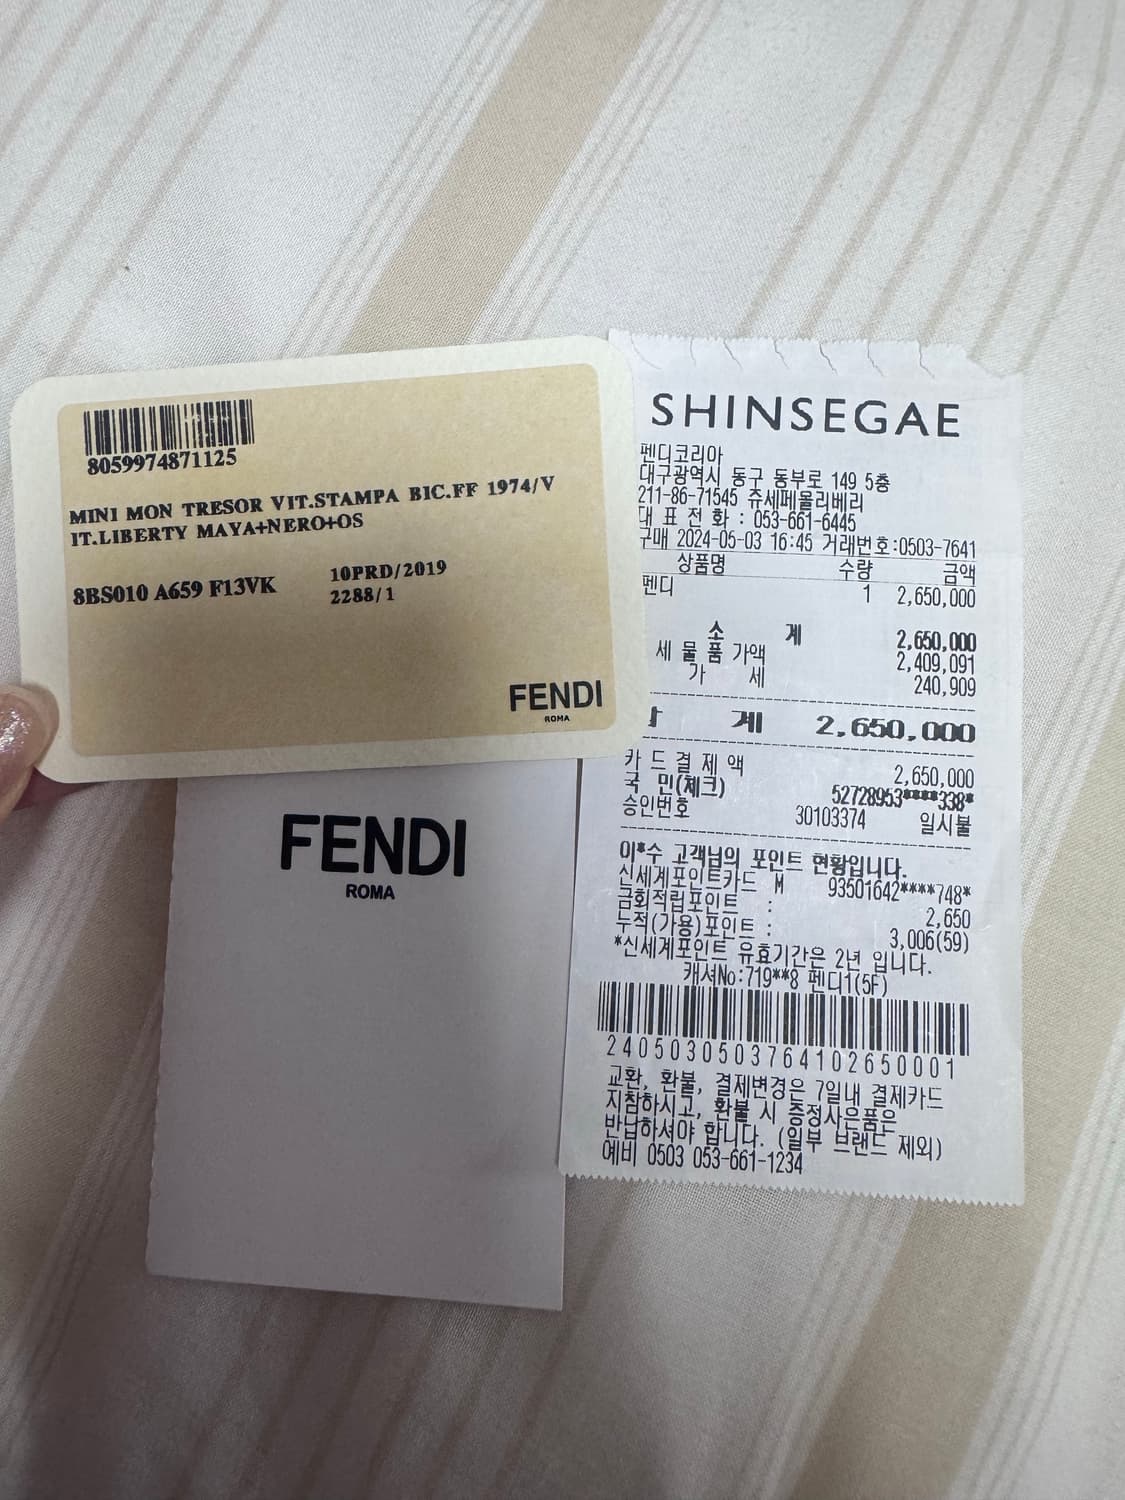 8059974871125
MINI MON TRESOR VIT.STAMPA BIC.FF 1974/V
IT.LIBERTY MAYA+NERO+OS
8BS010 A659 F13VK
10PRD/2019
2288/1
FENDI
ROMA
FENDI
ROMA
SHINSEGAE
펜디코리아
대구광역시 동구 동부로 149 5층
211-86-71545 쥬세페몰리베리
대 표 전 화 : 053-661-6445
구매 2024-05-03 16:45 거래번호:0503-7641
상품명 수량 금액
펜디 1 2,650,000
소 계 2,650,000
세 물 품 가액 2,409,091
가 세 240,909
계 2,650,000
카 드 결 제 액 2,650,000
국 민(체크) 52728953****338*
승인번호 30103374 일시불
이*수 고객님의 포인트 현황입니다.
신세계포인트카드 M 93501642****748*
금회적립포인트 : 2,650
누적(가용)포인트 : 3,006(59)
*신세계포인트 유효기간은 2년 입니다.
캐셔No:719**8 펜디1(5F)
2405030503764102650001
교환, 환불, 결제변경은 7일내 결제카드
지참하시고, 환불 시 증정사은품은
반납하셔야 합니다. (일부 브랜드 제외)
예비 0503 053-661-1234